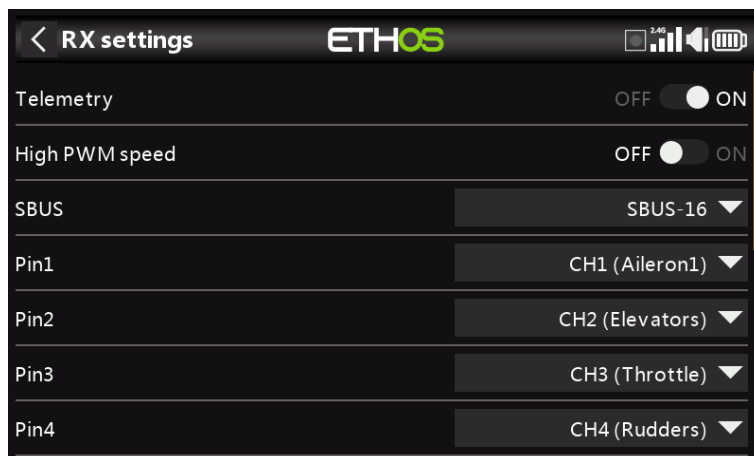 RX settings
ETHOS
2.4G
Telemetry
OFF
ON
High PWM speed
OFF
ON
SBUS
SBUS-16
Pin1
CH1 (Aileron1)
Pin2
CH2 (Elevators)
Pin3
CH3 (Throttle)
Pin4
CH4 (Rudders)